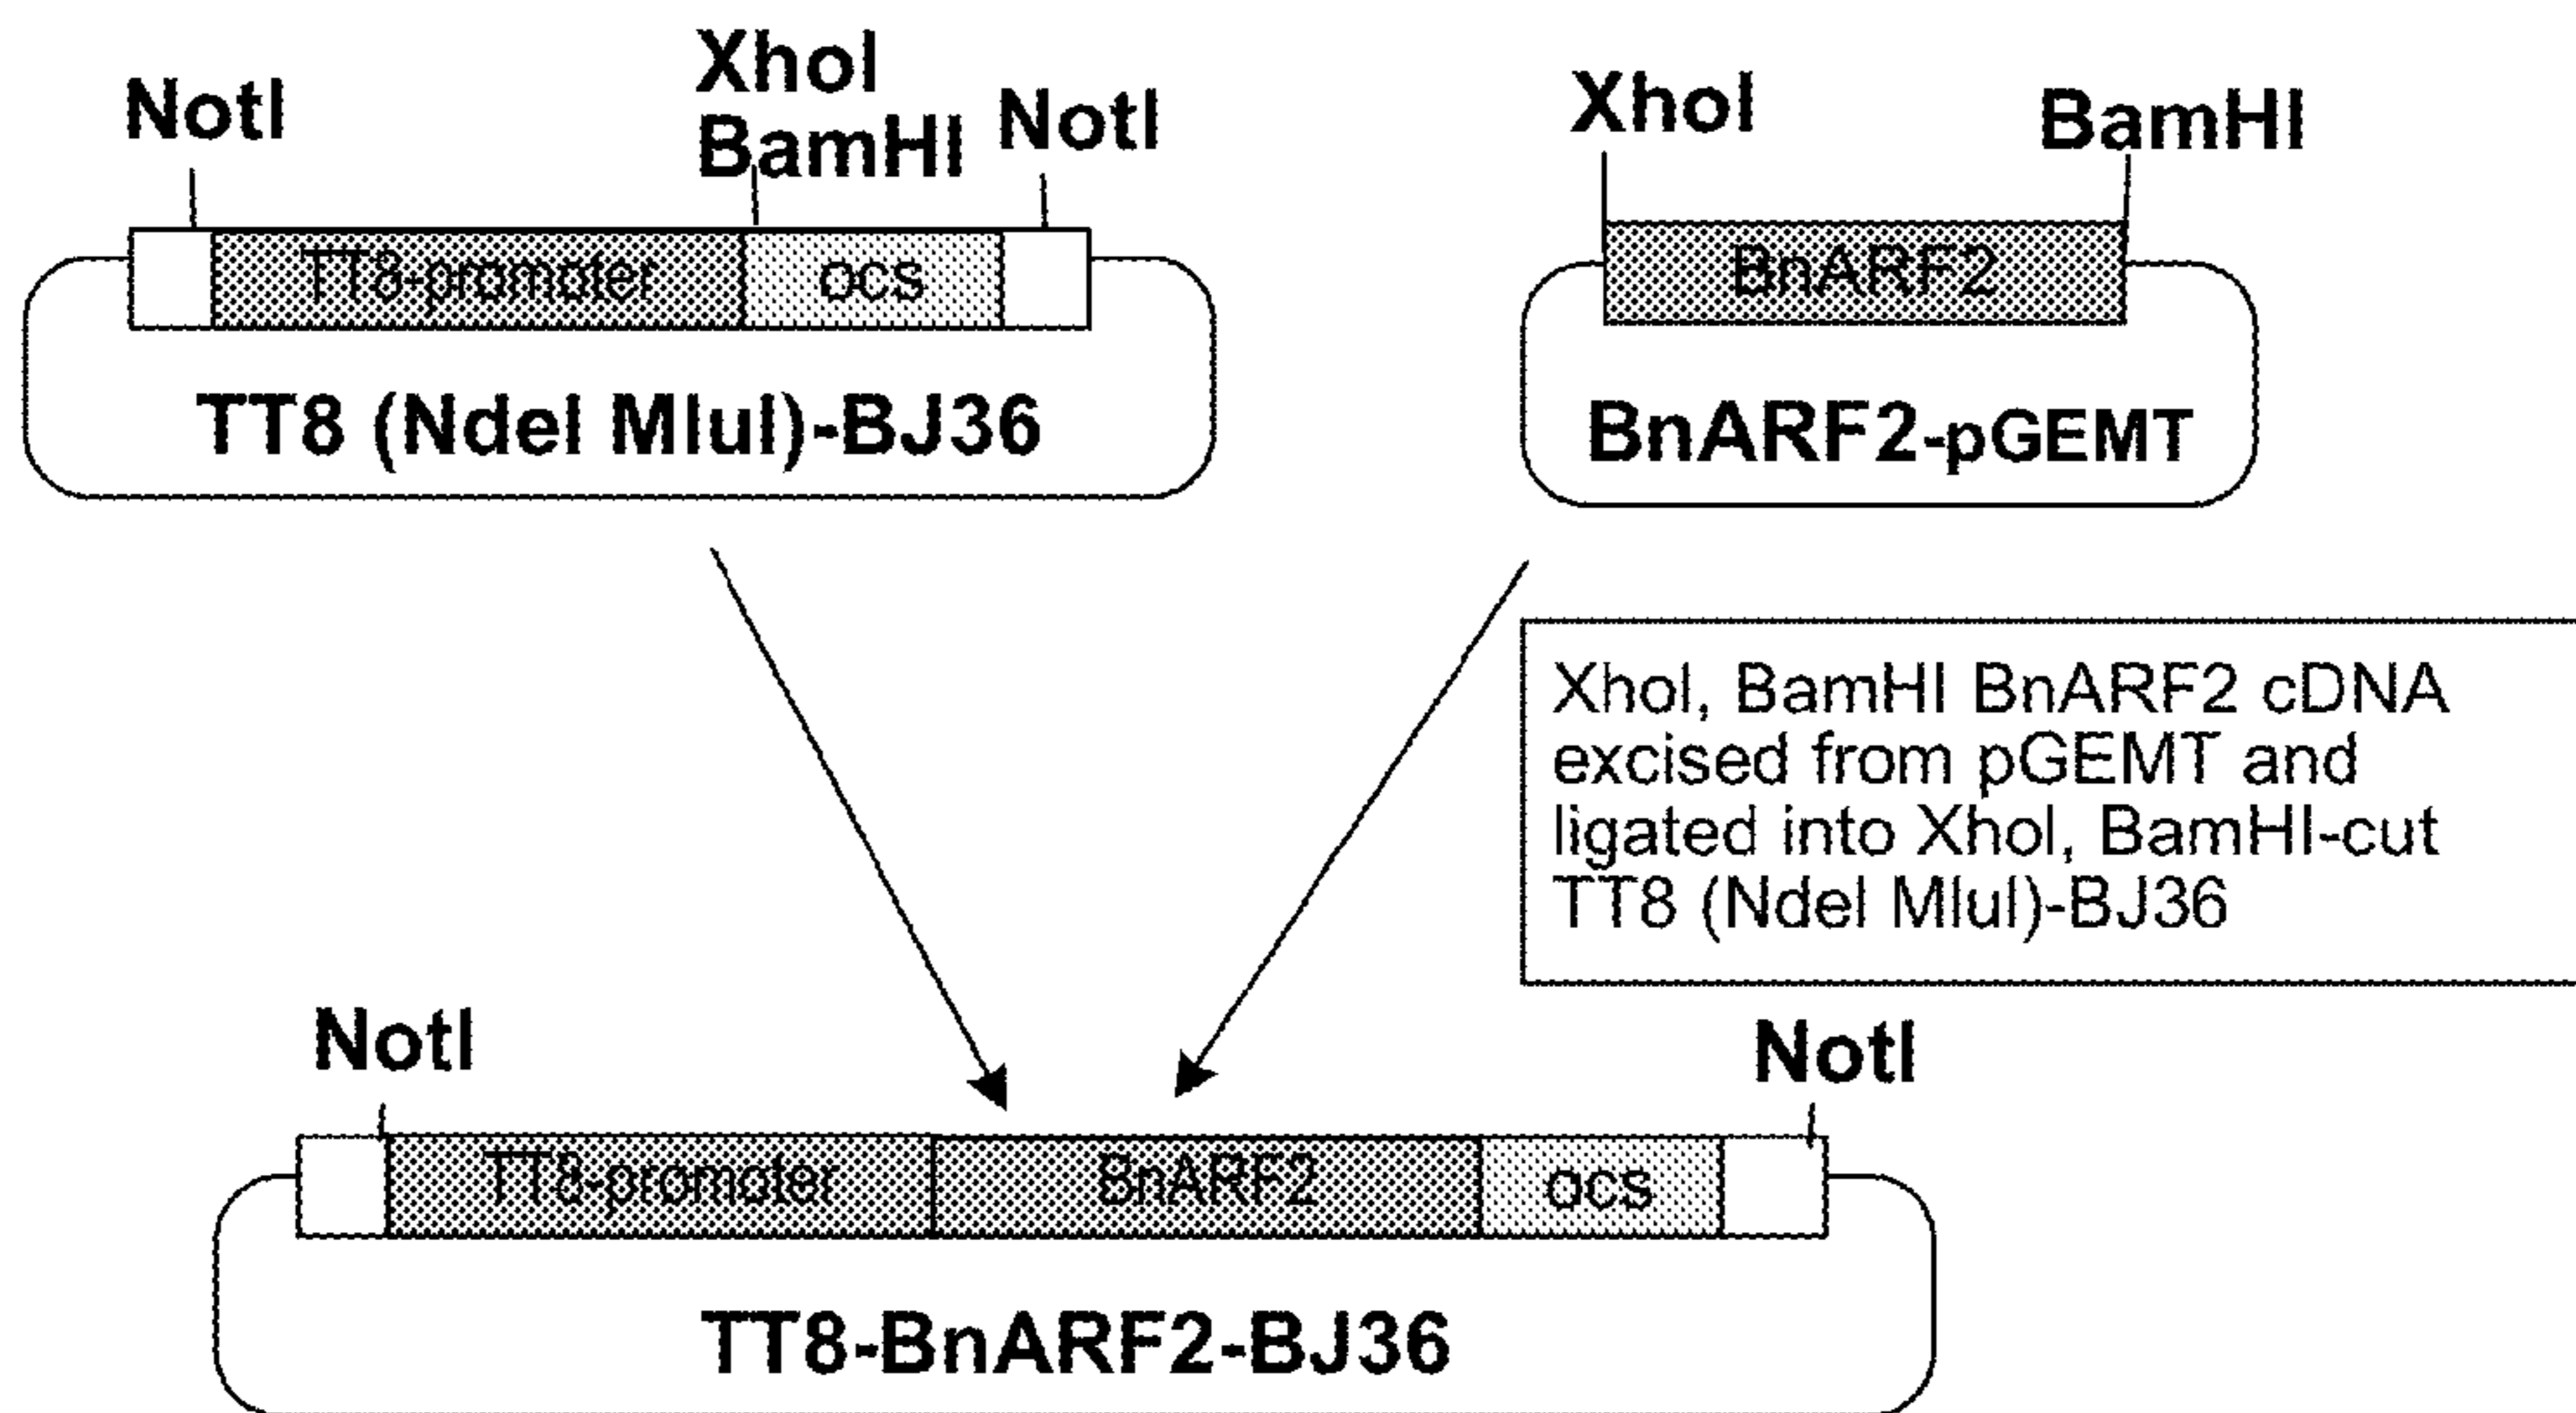 NotI
XhoI
BamHI
NotI
TT8-promoter
ocs
TT8 (NdeI MluI)-BJ36
XhoI
BamHI
BnARF2
BnARF2-pGEMT
XhoI, BamHI BnARF2 cDNA
excised from pGEMT and
ligated into XhoI, BamHI-cut
TT8 (NdeI MluI)-BJ36
NotI
NotI
TT8-promoter
BnARF2
ocs
TT8-BnARF2-BJ36